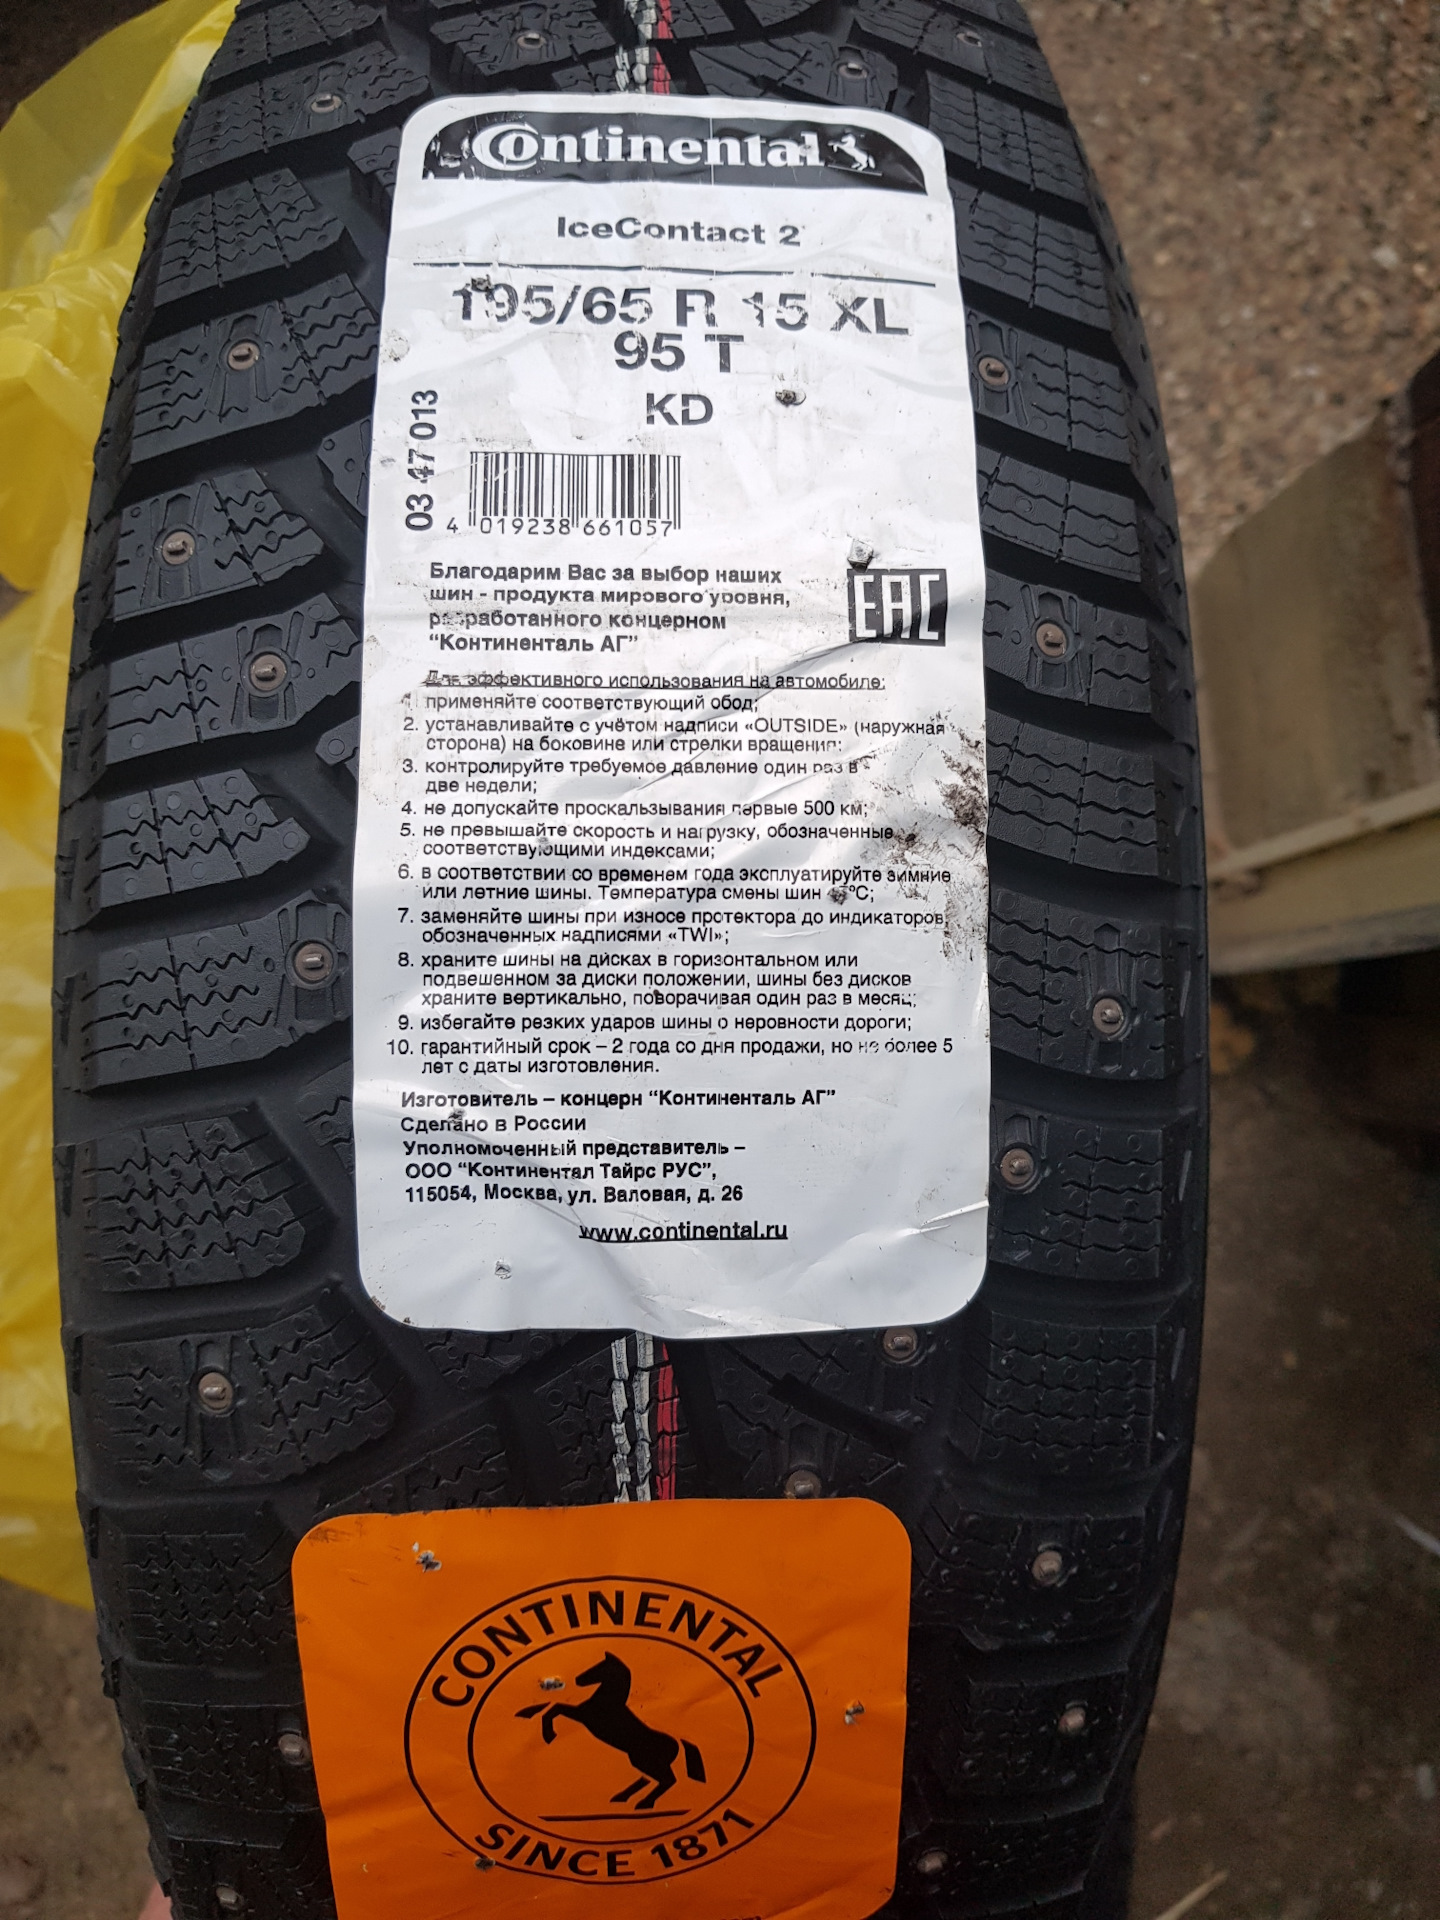 Continental
IceContact 2
195/65 R 15 XL
95 T
KD
03 47 013
4 019238 661057
Благодарим Вас за выбор наших
шин - продукта мирового уровня,
разработанного концерном
“Континенталь АГ”
EAC
Для эффективного использования на автомобиле:
1. применяйте соответствующий обод;
2. устанавливайте с учётом надписи «OUTSIDE» (наружная
сторона) на боковине или стрелки вращения;
3. контролируйте требуемое давление один раз в
две недели;
4. не допускайте проскальзывания первые 500 км;
5. не превышайте скорость и нагрузку, обозначенные
соответствующими индексами;
6. в соответствии со временем года эксплуатируйте зимние
или летние шины. Температура смены шин °С;
7. заменяйте шины при износе протектора до индикаторов,
обозначенных надписями «TWI»;
8. храните шины на дисках в горизонтальном или
подвешенном за диски положении, шины без дисков
храните вертикально, поворачивая один раз в месяц;
9. избегайте резких ударов шины о неровности дороги;
10. гарантийный срок – 2 года со дня продажи, но не более 5
лет с даты изготовления.
Изготовитель – концерн “Континенталь АГ”
Сделано в России
Уполномоченный представитель –
ООО “Континентал Тайрс РУС”,
115054, Москва, ул. Валовая, д. 26
www.continental.ru
CONTINENTAL
SINCE 1871